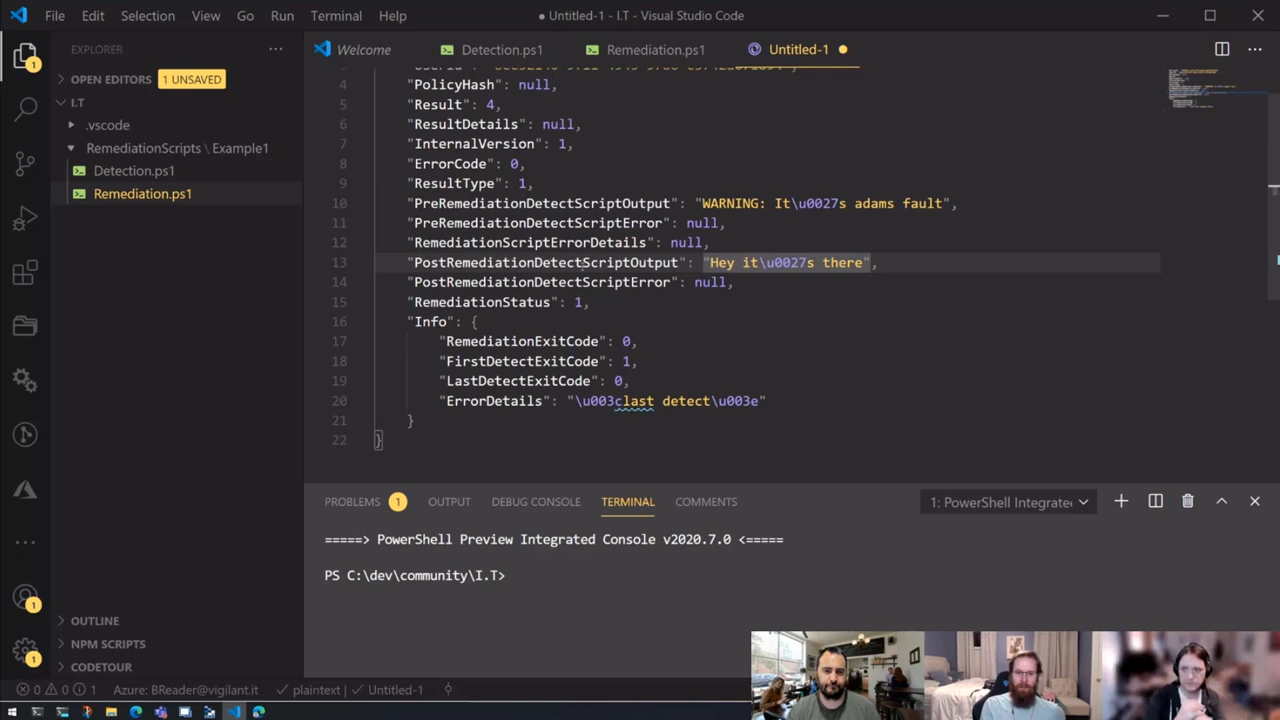 File Edit Selection View Go Run Terminal Help
● Untitled-1 - I.T - Visual Studio Code
EXPLORER
Welcome Detection.ps1 Remediation.ps1 Untitled-1
OPEN EDITORS 1 UNSAVED
I.T
.vscode
RemediationScripts \ Example1
Detection.ps1
Remediation.ps1
4 "PolicyHash": null,
5 "Result": 4,
6 "ResultDetails": null,
7 "InternalVersion": 1,
8 "ErrorCode": 0,
9 "ResultType": 1,
10 "PreRemediationDetectScriptOutput": "WARNING: It\u0027s adams fault",
11 "PreRemediationDetectScriptError": null,
12 "RemediationScriptErrorDetails": null,
13 "PostRemediationDetectScriptOutput": "Hey it\u0027s there",
14 "PostRemediationDetectScriptError": null,
15 "RemediationStatus": 1,
16 "Info": {
17 "RemediationExitCode": 0,
18 "FirstDetectExitCode": 1,
19 "LastDetectExitCode": 0,
20 "ErrorDetails": "\u003clast detect\u003e"
21 }
22 }
PROBLEMS 1 OUTPUT DEBUG CONSOLE TERMINAL COMMENTS
1: PowerShell Integrated
=====> PowerShell Preview Integrated Console v2020.7.0 <=====
PS C:\dev\community\I.T>
1
1
1
OUTLINE
NPM SCRIPTS
CODETOUR
0 0 1 Azure: BReader@vigilant.it plaintext Untitled-1